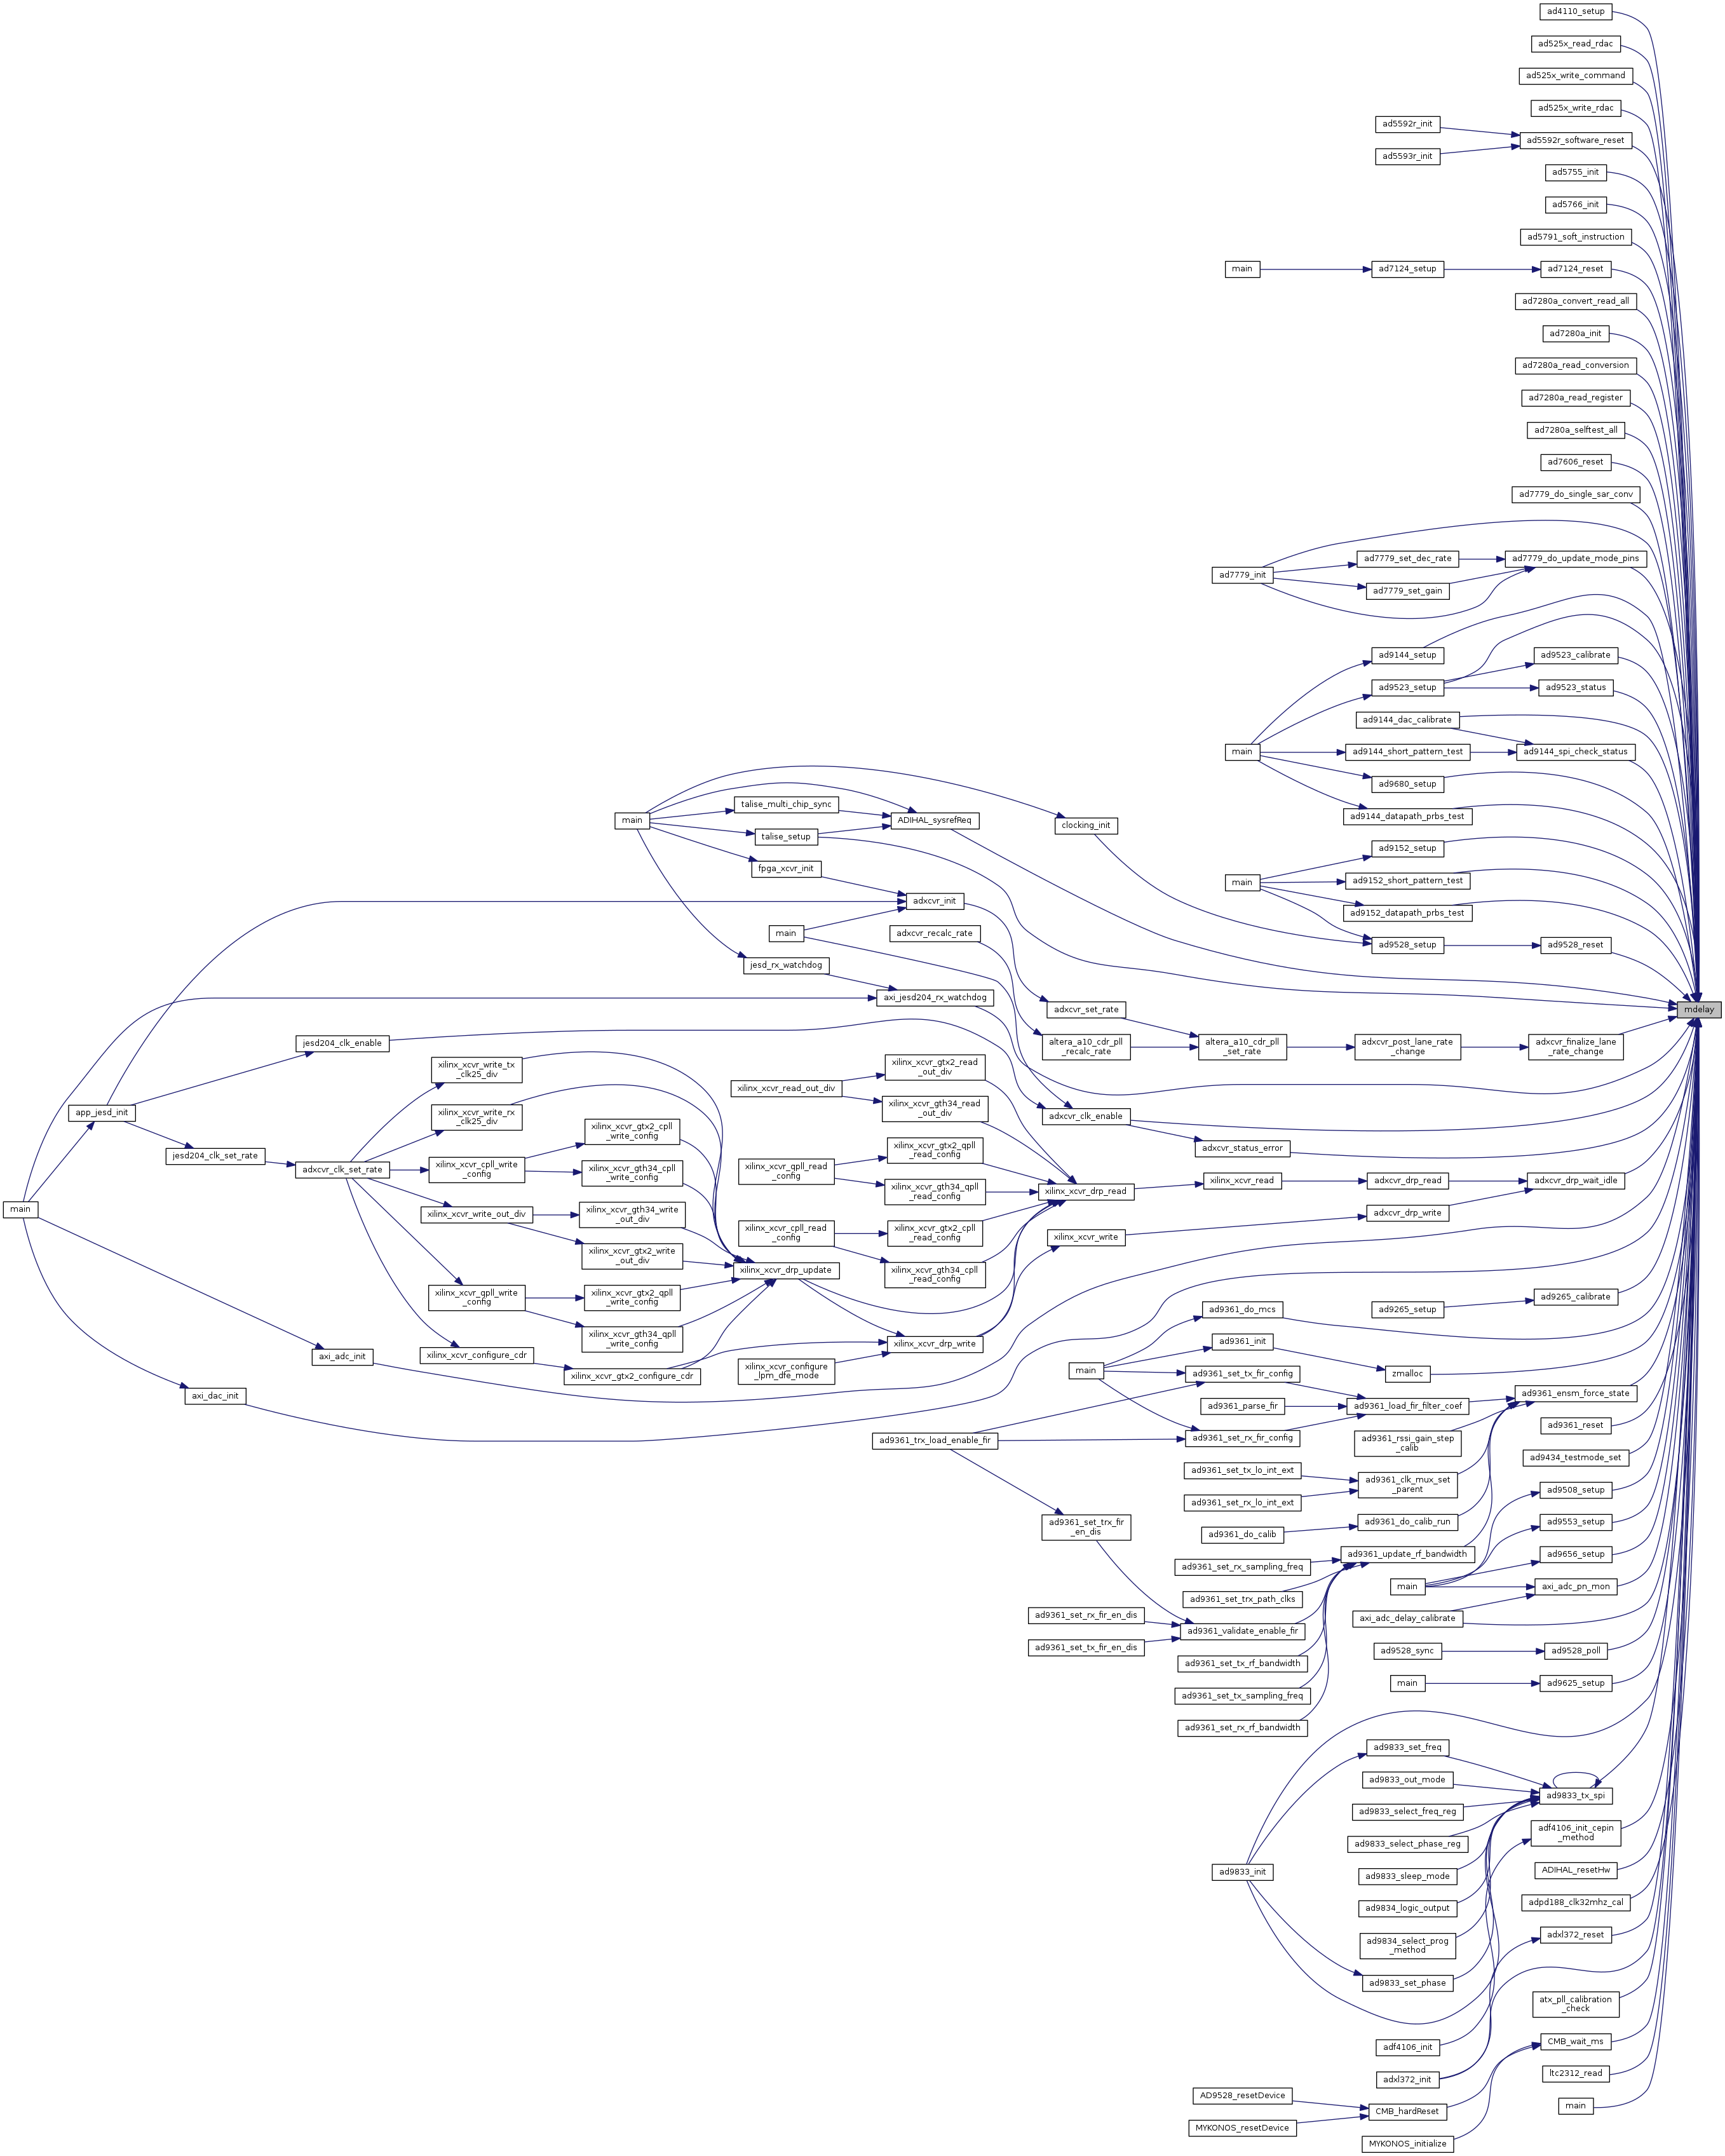 ad4110_setup
ad525x_read_rdac
ad525x_write_command
ad525x_write_rdac
ad5592r_init
ad5592r_software_reset
ad5593r_init
ad5755_init
ad5766_init
ad5791_soft_instruction
main
ad7124_setup
ad7124_reset
ad7280a_convert_read_all
ad7280a_init
ad7280a_read_conversion
ad7280a_read_register
ad7280a_selftest_all
ad7606_reset
ad7779_do_single_sar_conv
ad7779_set_dec_rate
ad7779_do_update_mode_pins
ad7779_init
ad7779_set_gain
ad9144_setup
ad9523_calibrate
ad9523_setup
ad9523_status
ad9144_dac_calibrate
main
ad9144_short_pattern_test
ad9144_spi_check_status
ad9680_setup
talise_multi_chip_sync
ad9144_datapath_prbs_test
main
ADIHAL_sysrefReq
clocking_init
talise_setup
ad9152_setup
fpga_xcvr_init
main
ad9152_short_pattern_test
adxcvr_init
ad9152_datapath_prbs_test
main
adxcvr_recalc_rate
ad9528_setup
ad9528_reset
jesd_rx_watchdog
axi_jesd204_rx_watchdog
adxcvr_set_rate
mdelay
jesd204_clk_enable
altera_a10_cdr_pll
_recalc_rate
altera_a10_cdr_pll
_set_rate
adxcvr_post_lane_rate
_change
adxcvr_finalize_lane
_rate_change
xilinx_xcvr_write_tx
_clk25_div
xilinx_xcvr_gtx2_read
_out_div
xilinx_xcvr_read_out_div
app_jesd_init
xilinx_xcvr_write_rx
_clk25_div
xilinx_xcvr_gth34_read
_out_div
adxcvr_clk_enable
xilinx_xcvr_gtx2_cpll
_write_config
jesd204_clk_set_rate
xilinx_xcvr_gtx2_qpll
_read_config
adxcvr_status_error
adxcvr_clk_set_rate
xilinx_xcvr_cpll_write
_config
xilinx_xcvr_gth34_cpll
_write_config
xilinx_xcvr_qpll_read
_config
xilinx_xcvr_gth34_qpll
_read_config
xilinx_xcvr_drp_read
xilinx_xcvr_read
adxcvr_drp_read
adxcvr_drp_wait_idle
main
xilinx_xcvr_write_out_div
xilinx_xcvr_gth34_write
_out_div
xilinx_xcvr_cpll_read
_config
xilinx_xcvr_gtx2_cpll
_read_config
xilinx_xcvr_write
adxcvr_drp_write
xilinx_xcvr_gtx2_write
_out_div
xilinx_xcvr_drp_update
xilinx_xcvr_gth34_cpll
_read_config
xilinx_xcvr_qpll_write
_config
xilinx_xcvr_gtx2_qpll
_write_config
ad9265_setup
ad9265_calibrate
ad9361_do_mcs
xilinx_xcvr_gth34_qpll
_write_config
xilinx_xcvr_drp_write
ad9361_init
axi_adc_init
xilinx_xcvr_configure_cdr
xilinx_xcvr_gtx2_configure_cdr
xilinx_xcvr_configure
_lpm_dfe_mode
main
ad9361_set_tx_fir_config
zmalloc
axi_dac_init
ad9361_parse_fir
ad9361_load_fir_filter_coef
ad9361_ensm_force_state
ad9361_reset
ad9361_trx_load_enable_fir
ad9361_set_rx_fir_config
ad9361_rssi_gain_step
_calib
ad9434_testmode_set
ad9361_set_tx_lo_int_ext
ad9361_clk_mux_set
_parent
ad9508_setup
ad9361_set_rx_lo_int_ext
ad9361_set_trx_fir
_en_dis
ad9361_do_calib
ad9361_do_calib_run
ad9553_setup
ad9361_set_rx_sampling_freq
ad9361_update_rf_bandwidth
ad9656_setup
ad9361_set_trx_path_clks
main
axi_adc_pn_mon
ad9361_set_rx_fir_en_dis
ad9361_validate_enable_fir
axi_adc_delay_calibrate
ad9361_set_tx_fir_en_dis
ad9361_set_tx_rf_bandwidth
ad9528_sync
ad9528_poll
ad9361_set_tx_sampling_freq
main
ad9625_setup
ad9361_set_rx_rf_bandwidth
ad9833_set_freq
ad9833_out_mode
ad9833_tx_spi
ad9833_select_freq_reg
ad9833_select_phase_reg
adf4106_init_cepin
_method
ad9833_init
ad9833_sleep_mode
ADIHAL_resetHw
ad9834_logic_output
adpd188_clk32mhz_cal
ad9834_select_prog
_method
adxl372_reset
ad9833_set_phase
atx_pll_calibration
_check
adf4106_init
CMB_wait_ms
adxl372_init
ltc2312_read
AD9528_resetDevice
CMB_hardReset
main
MYKONOS_resetDevice
MYKONOS_initialize